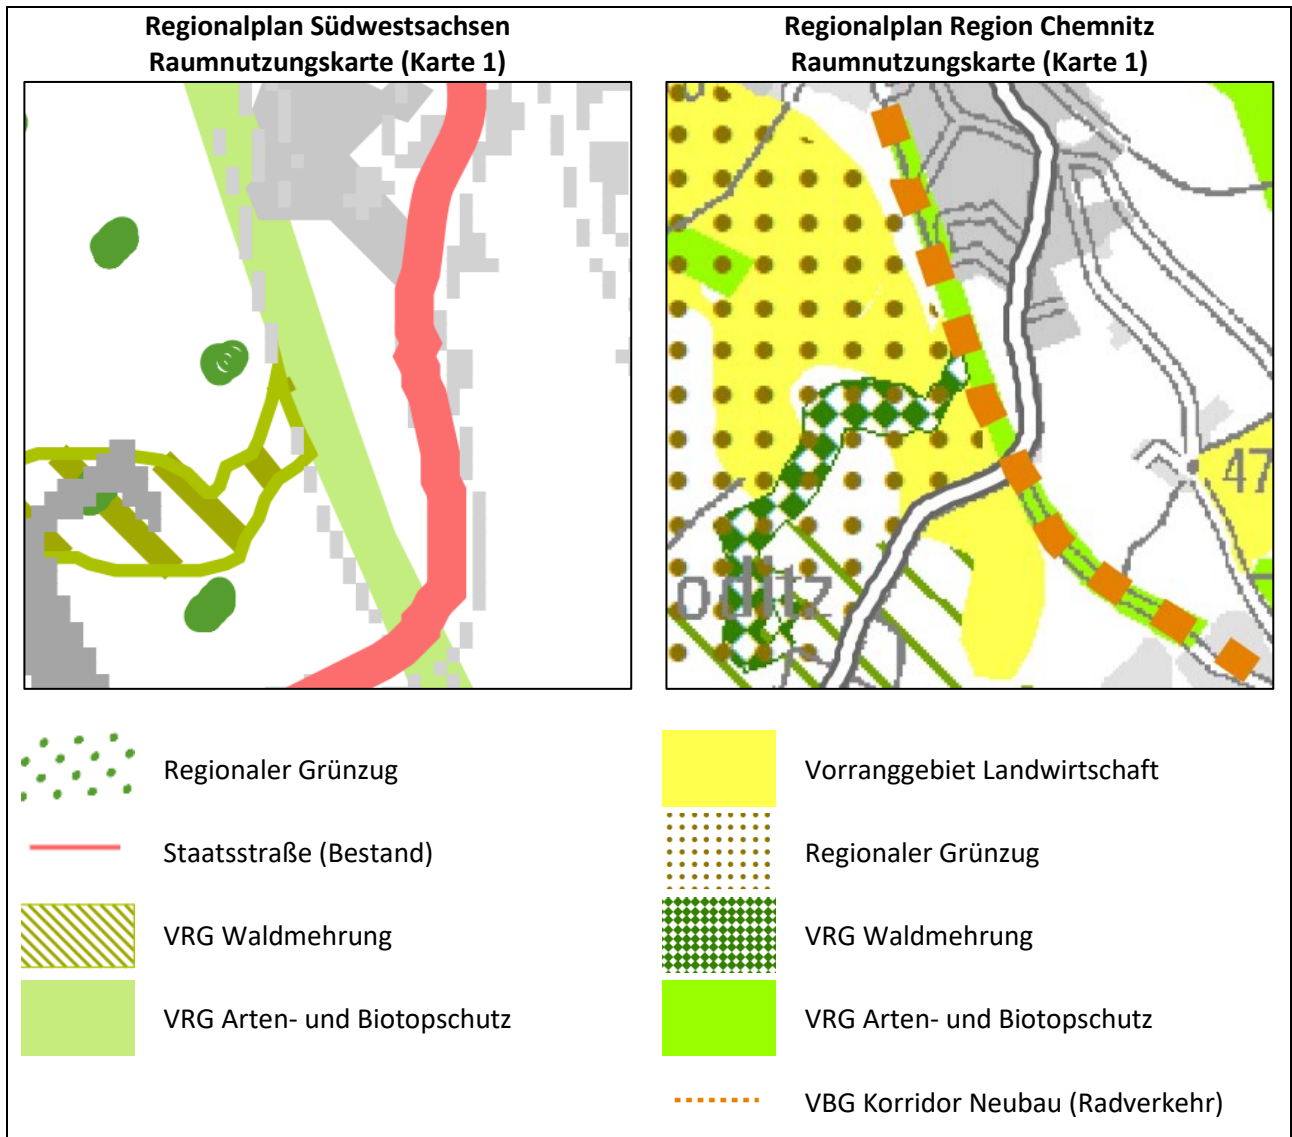 Regionalplan Südwestsachsen
Raumnutzungskarte (Karte 1)
Regionalplan Region Chemnitz
Raumnutzungskarte (Karte 1)
47
odlitz
Regionaler Grünzug
Staatsstraße (Bestand)
VRG Waldmehrung
VRG Arten- und Biotopschutz
Vorranggebiet Landwirtschaft
Regionaler Grünzug
VRG Waldmehrung
VRG Arten- und Biotopschutz
VBG Korridor Neubau (Radverkehr)